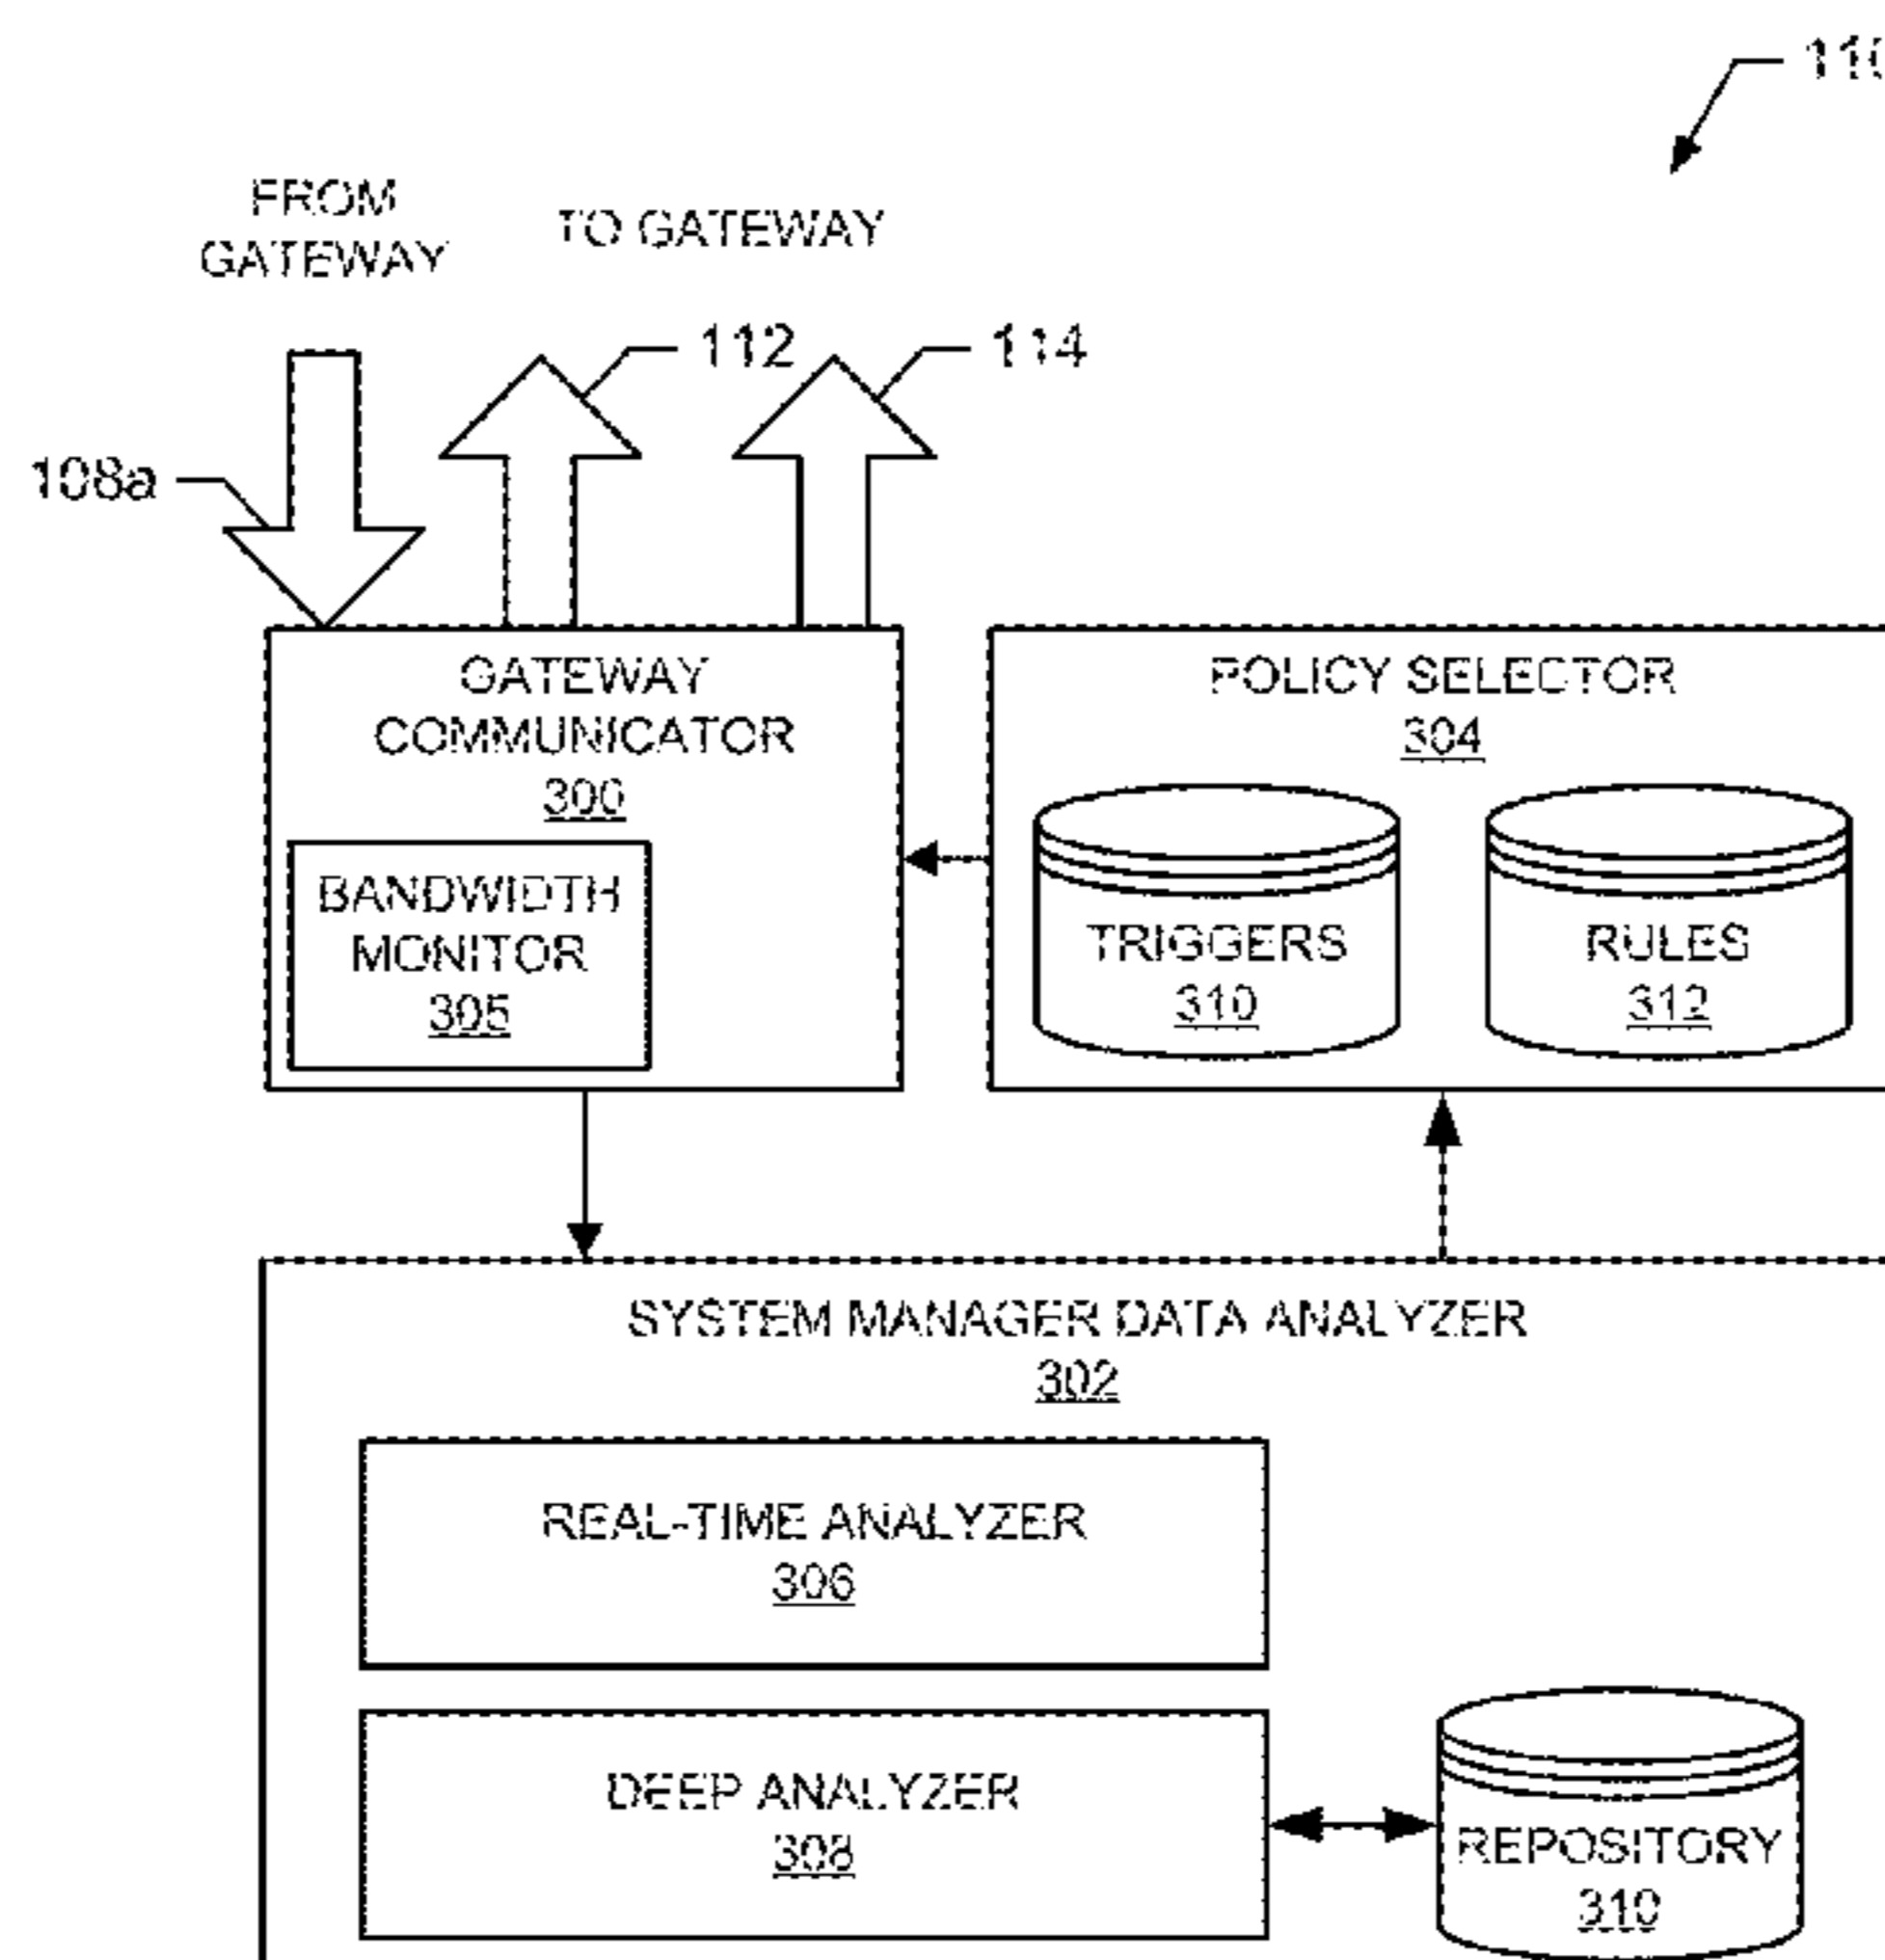 FROM
GATEWAY
TO GATEWAY
112
114
108a
GATEWAY
COMMUNICATOR
300
BANDWIDTH
MONITOR
305
POLICY SELECTOR
304
TRIGGERS
310
RULES
312
SYSTEM MANAGER DATA ANALYZER
302
REAL-TIME ANALYZER
306
DEEP ANALYZER
308
REPOSITORY
310